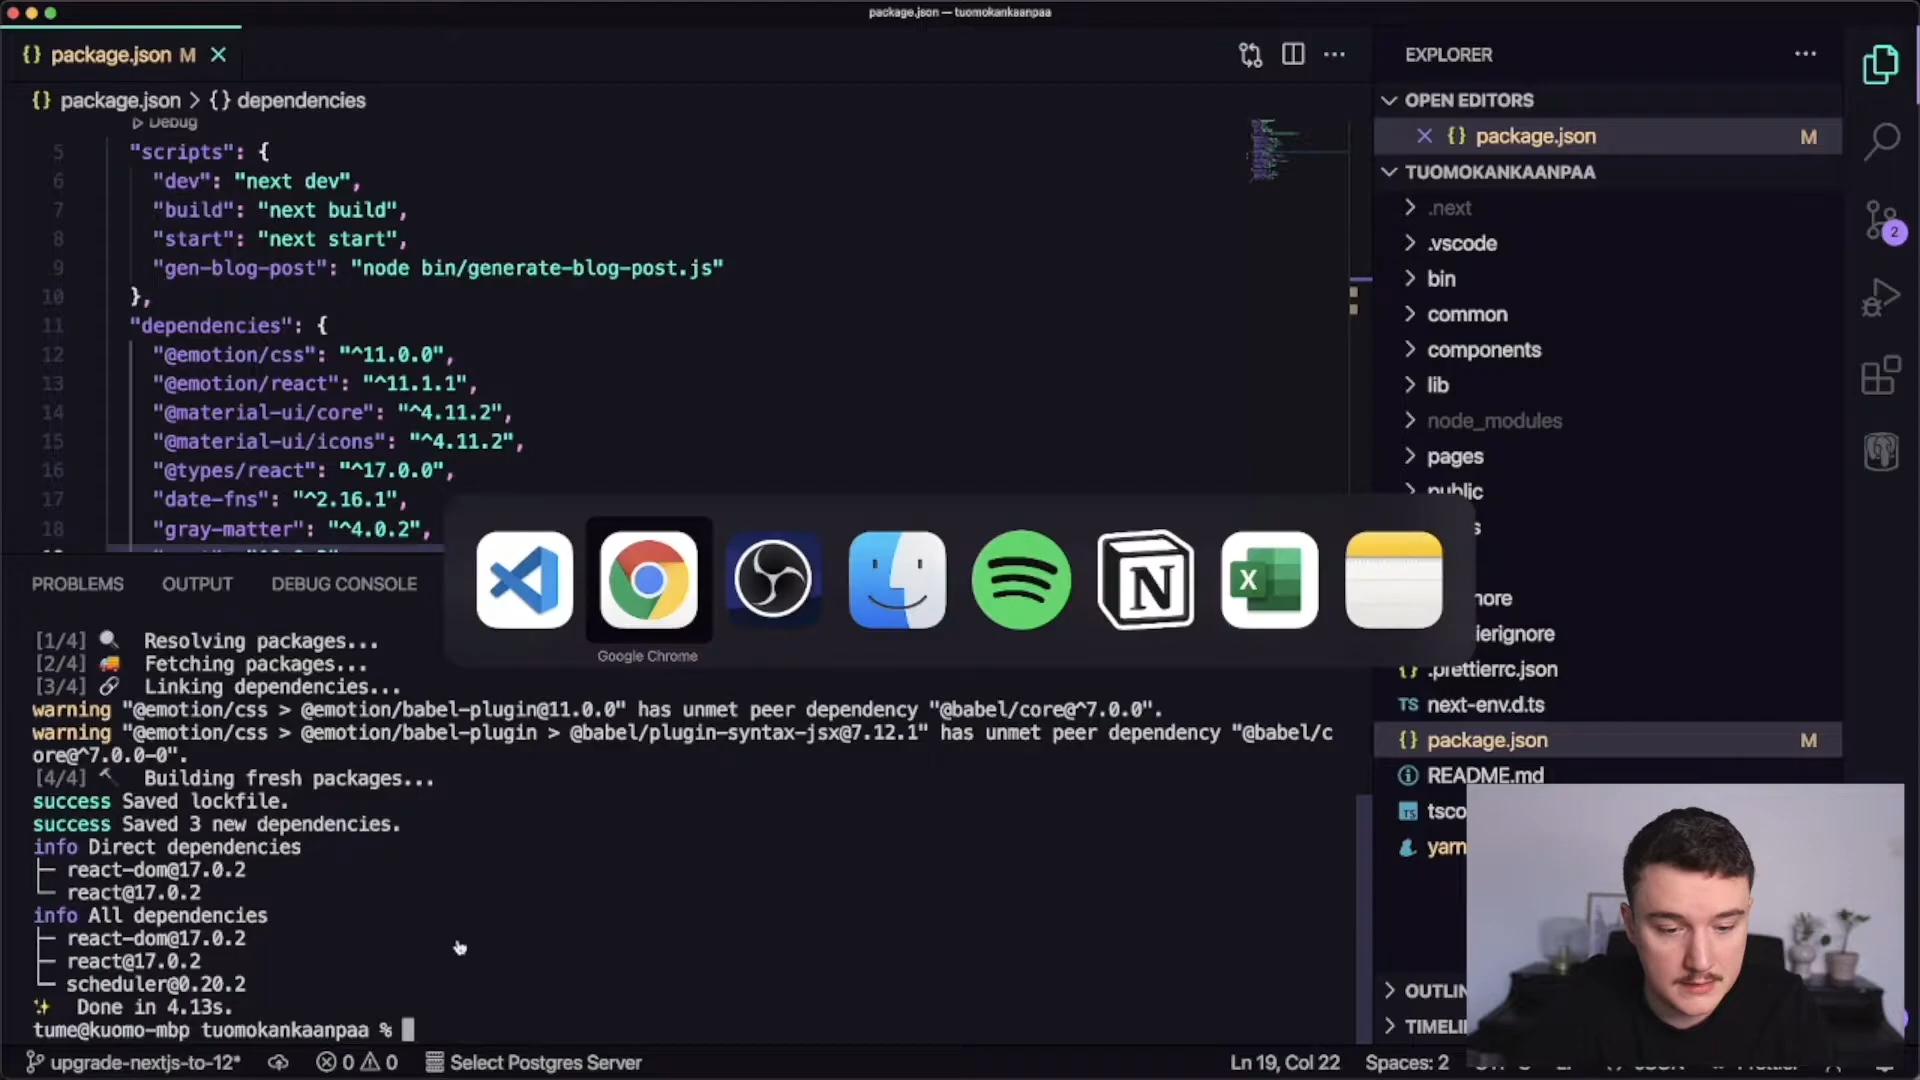 package.json — tuomokankaanpaa
{} package.json M
{} package.json > {} dependencies
Debug
5 "scripts": {
6 "dev": "next dev",
7 "build": "next build",
8 "start": "next start",
9 "gen-blog-post": "node bin/generate-blog-post.js"
10 },
11 "dependencies": {
12 "@emotion/css": "^11.0.0",
13 "@emotion/react": "^11.1.1",
14 "@material-ui/core": "^4.11.2",
15 "@material-ui/icons": "^4.11.2",
16 "@types/react": "^17.0.0",
17 "date-fns": "^2.16.1",
18 "gray-matter": "^4.0.2",
Google Chrome
PROBLEMS OUTPUT DEBUG CONSOLE
[1/4] Resolving packages...
[2/4] Fetching packages...
[3/4] Linking dependencies...
warning "@emotion/css > @emotion/babel-plugin@11.0.0" has unmet peer dependency "@babel/core@^7.0.0".
warning "@emotion/css > @emotion/babel-plugin > @babel/plugin-syntax-jsx@7.12.1" has unmet peer dependency "@babel/c
ore@^7.0.0-0".
[4/4] Building fresh packages...
success Saved lockfile.
success Saved 3 new dependencies.
info Direct dependencies
├─ react-dom@17.0.2
└─ react@17.0.2
info All dependencies
├─ react-dom@17.0.2
├─ react@17.0.2
└─ scheduler@0.20.2
Done in 4.13s.
tume@kuomo-mbp tuomokankaanpaa %
upgrade-nextjs-to-12* 0 0 Select Postgres Server Ln 19, Col 22 Spaces: 2
EXPLORER
OPEN EDITORS
{} package.json M
TUOMOKANKAANPAA
.next
.vscode
bin
common
components
lib
node_modules
pages
public
s
nore
ierignore
{} .prettierrc.json
TS next-env.d.ts
{} package.json M
README.md
TS tsco
yarn
OUTLIN
TIMELI
2
N
X